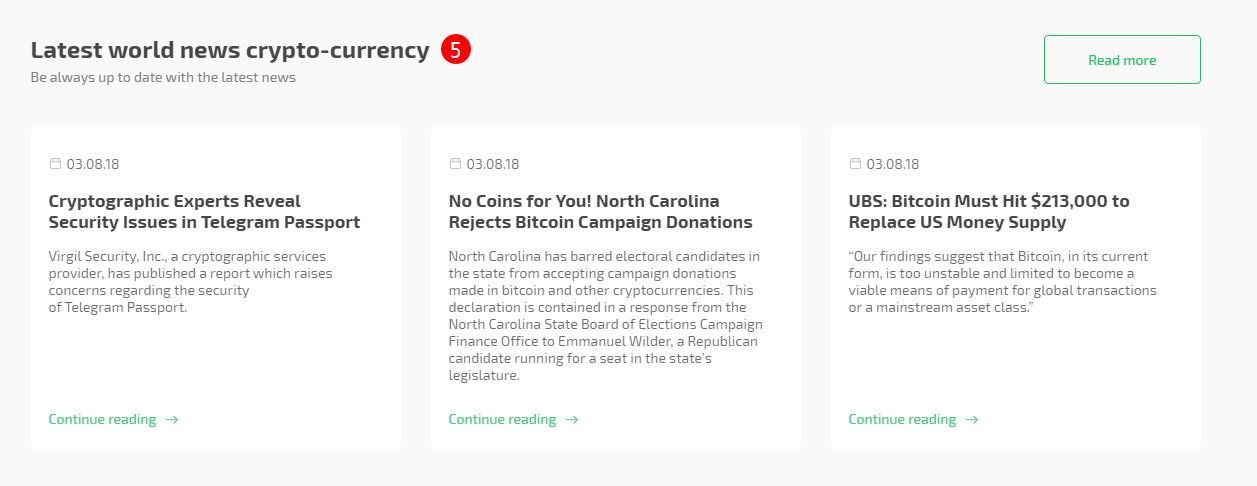 Latest world news crypto-currency 5
Be always up to date with the latest news
Read more
03.08.18
Cryptographic Experts Reveal
Security Issues in Telegram Passport
Virgil Security, Inc., a cryptographic services
provider, has published a report which raises
concerns regarding the security
of Telegram Passport.
Continue reading →
03.08.18
No Coins for You! North Carolina
Rejects Bitcoin Campaign Donations
North Carolina has barred electoral candidates in
the state from accepting campaign donations
made in bitcoin and other cryptocurrencies. This
declaration is contained in a response from the
North Carolina State Board of Elections Campaign
Finance Office to Emmanuel Wilder, a Republican
candidate running for a seat in the state’s
legislature.
Continue reading →
03.08.18
UBS: Bitcoin Must Hit $213,000 to
Replace US Money Supply
“Our findings suggest that Bitcoin, in its current
form, is too unstable and limited to become a
viable means of payment for global transactions
or a mainstream asset class.”
Continue reading →